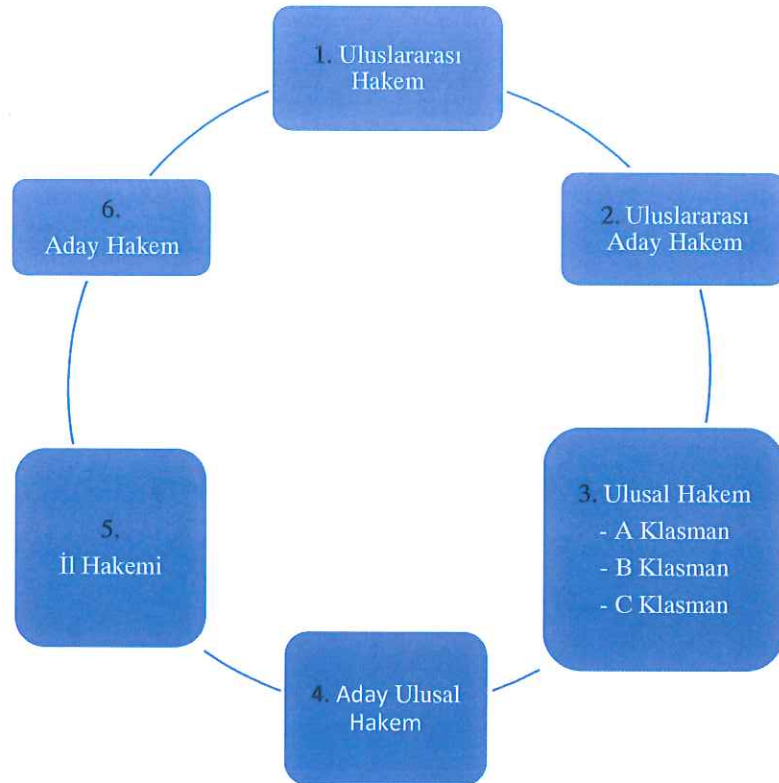 1. Uluslararası
Hakem
2. Uluslararası
Aday Hakem
3. Ulusal Hakem
- A Klasman
- B Klasman
- C Klasman
4. Aday Ulusal
Hakem
5.
İl Hakemi
6.
Aday Hakem